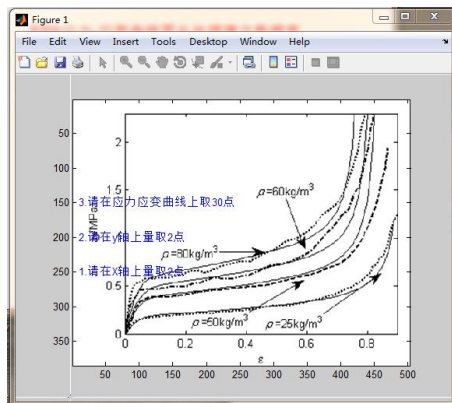 Figure 1
File Edit View Insert Tools Desktop Window Help
50
100
150
200
250
300
350
50 100 150 200 250 300 350 400 450 500
2
1.5
0.5
0
0 0.2 0.4 0.6 0.8
ε
/MPa
3.请在应力应变曲线上取30点
2.请在y轴上量取2点
1.请在X轴上量取2点
ρ=60kg/m³
ρ=80kg/m³
ρ=50kg/m³
ρ=25kg/m³